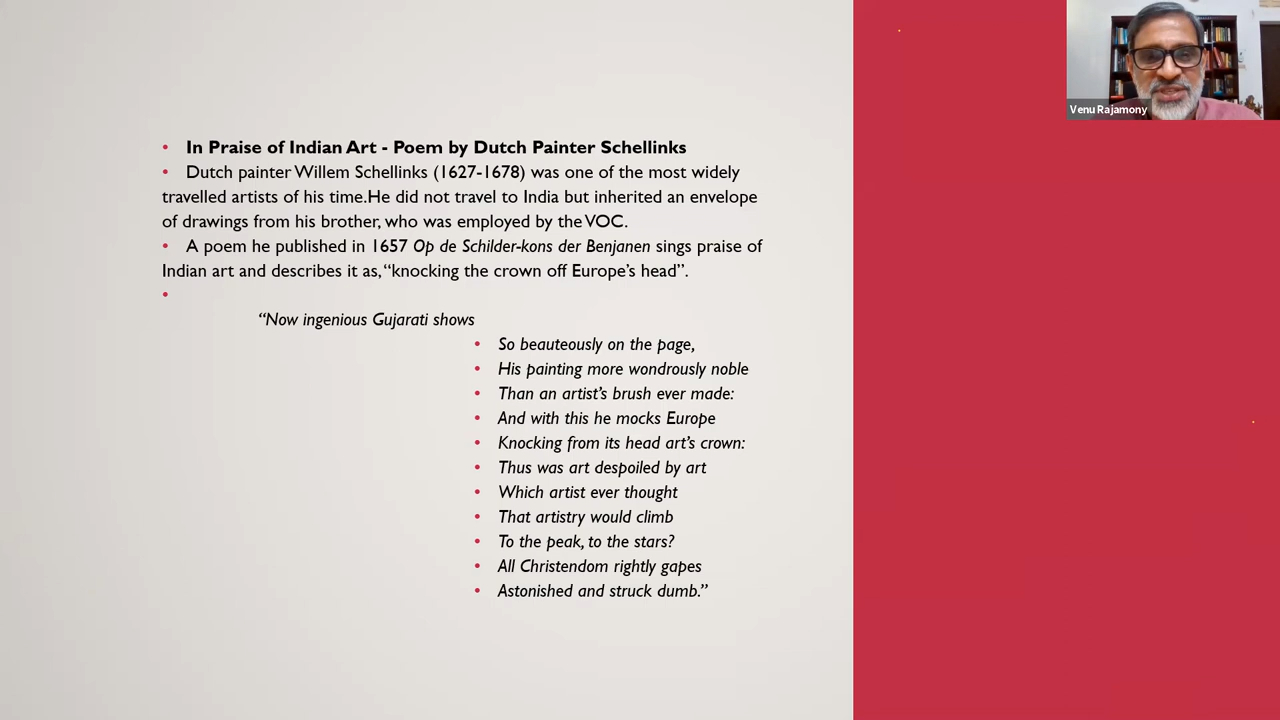 • In Praise of Indian Art - Poem by Dutch Painter Schellinks
• Dutch painter Willem Schellinks (1627-1678) was one of the most widely
travelled artists of his time.He did not travel to India but inherited an envelope
of drawings from his brother, who was employed by the VOC.
• A poem he published in 1657 Op de Schilder-kons der Benjanen sings praise of
Indian art and describes it as, “knocking the crown off Europe’s head”.
•
“Now ingenious Gujarati shows
• So beauteously on the page,
• His painting more wondrously noble
• Than an artist’s brush ever made:
• And with this he mocks Europe
• Knocking from its head art’s crown:
• Thus was art despoiled by art
• Which artist ever thought
• That artistry would climb
• To the peak, to the stars?
• All Christendom rightly gapes
• Astonished and struck dumb.”
Venu Rajamony